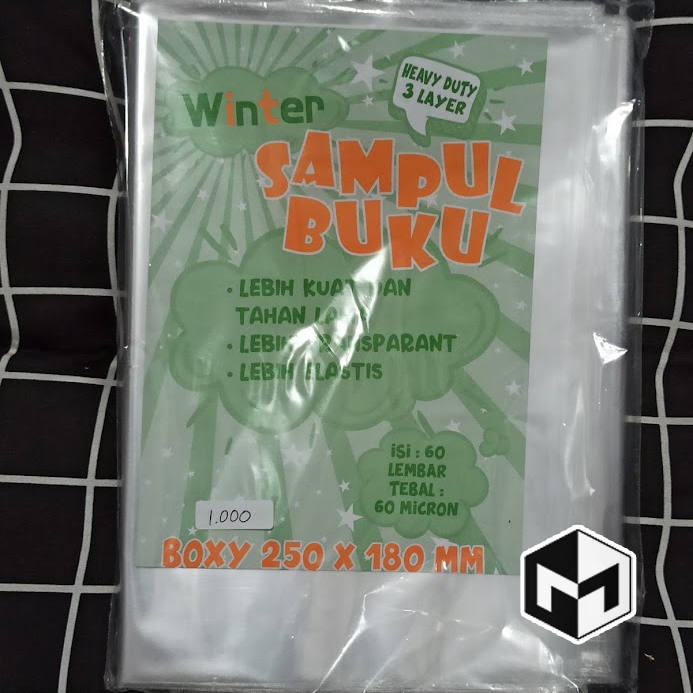 Winter
HEAVY DUTY
3 LAYER
SAMPUL
BUKU
• LEBIH KUAT DAN
TAHAN
• LEBIH TRANSPARANT
• LEBIH ELASTIS
iSi : 60
LEMBAR
TEBAL :
60 MiCRON
1.000
BOXY 250 X 180 MM